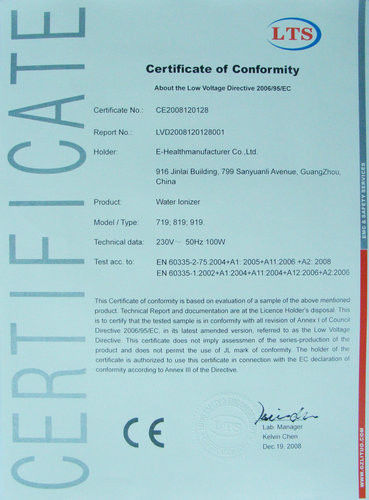 CERTIFICATE
LTS
Certificate of Conformity
About the Low Voltage Directive 2006/95/EC
Certificate No.: CE2008120128
Report No.: LVD2008120128001
Holder: E-Healthmanufacturer Co.,Ltd.
916 Jinlai Building, 799 Sanyuanli Avenue, GuangZhou,
China
Product: Water Ionizer
Model / Type: 719; 819; 919.
Technical data: 230V~ 50Hz 100W
Test acc. to: EN 60335-2-75:2004+A1: 2005+A11:2006 +A2: 2008
EN 60335-1:2002+A1:2004+A11:2004+A12:2006+A2:2006
This Certificate of conformity is based on evaluation of a sample of the above mentioned
product. Technical Report and documentation are at the Licence Holder's disposal. This
is to certify that the tested sample is in conformity with all revision of Annex I of Council
Directive 2006/95/EC, in its latest amended version, referred to as the Low Voltage
Directive. This certificate does not imply assessmen of the series-production of the
product and does not permit the use of JL mark of conformity. The holder of the
certificate is authorized to use this certificate in connection with the EC declaration of
conformity according to Annex III of the Directive.
CE
Lab. Manager
Kelvin Chen
Dec.19, 2008
EMC & SAFETY SERVICES
WWW.GZLITUO.COM